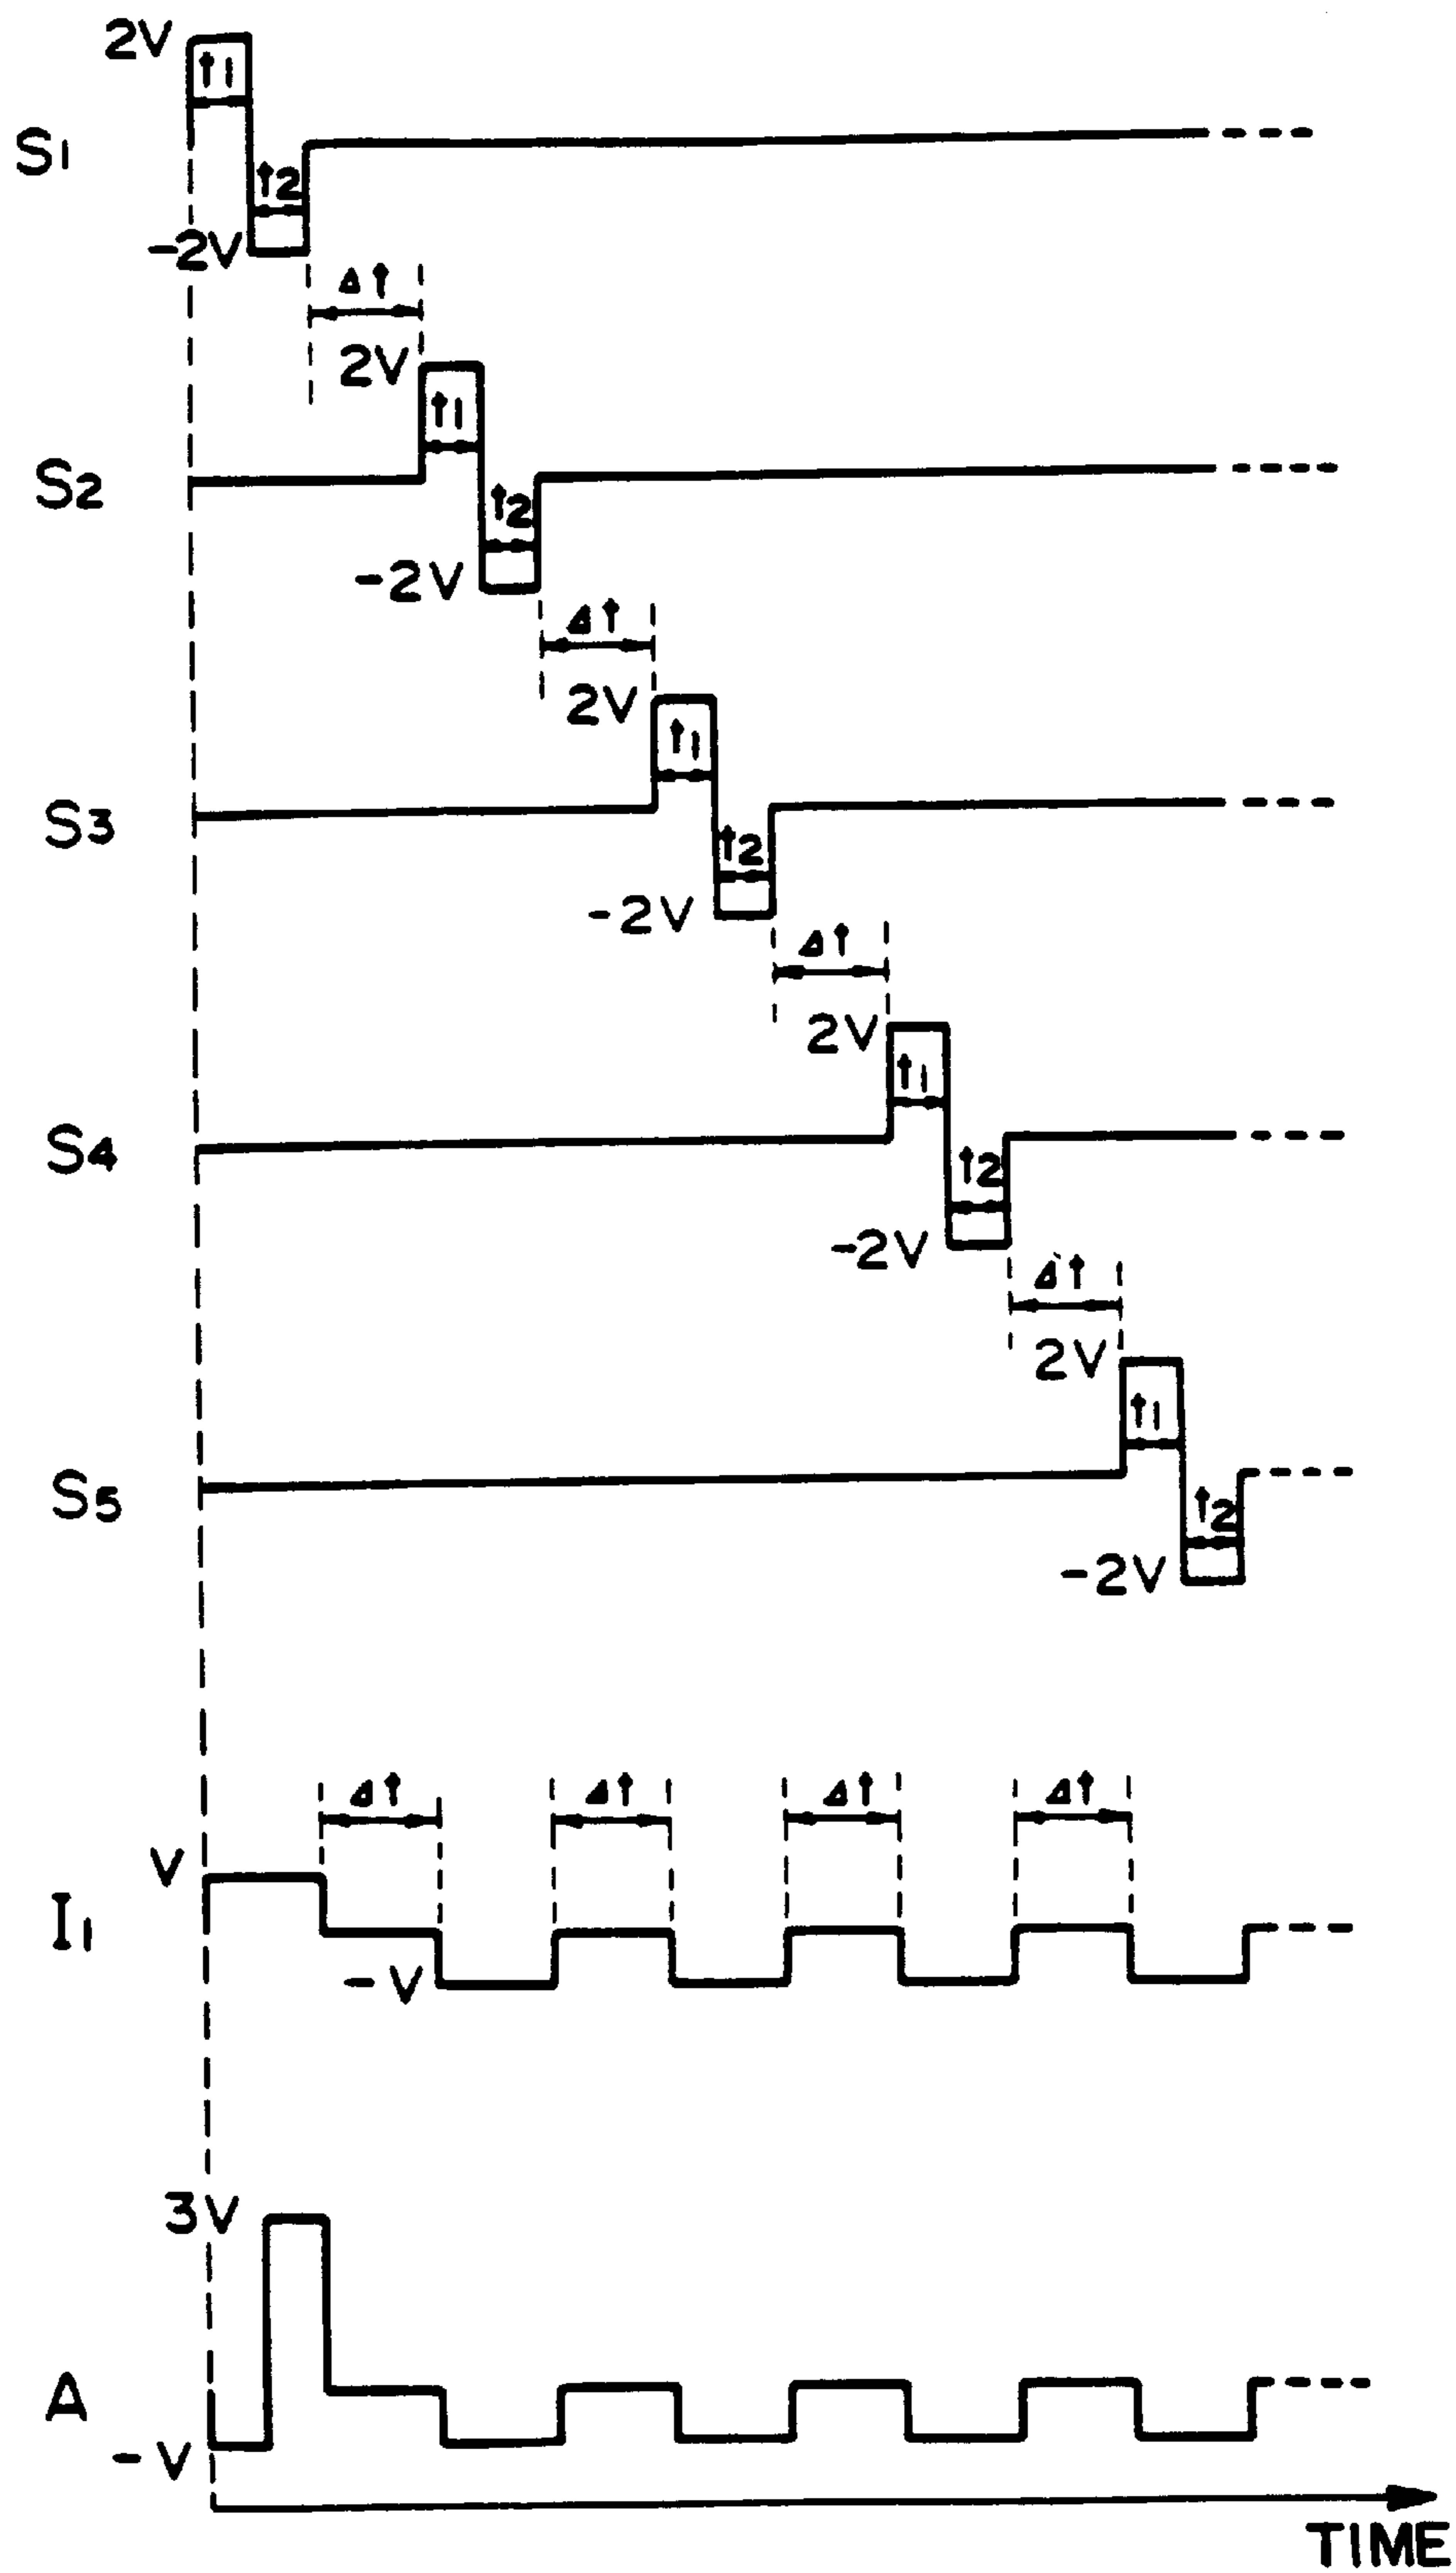 2V
t1
S1
t2
-2V
Δt
2V
t1
S2
t2
-2V
Δt
2V
t1
S3
t2
-2V
Δt
2V
t1
S4
t2
-2V
Δt
2V
t1
S5
t2
-2V
Δt Δt Δt Δt
V
I1
-V
3V
A
-V
TIME